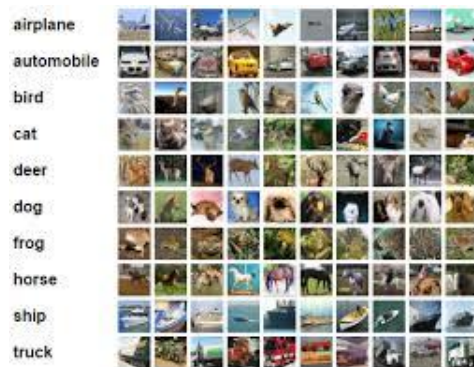 airplane
automobile
bird
cat
deer
dog
frog
horse
ship
truck